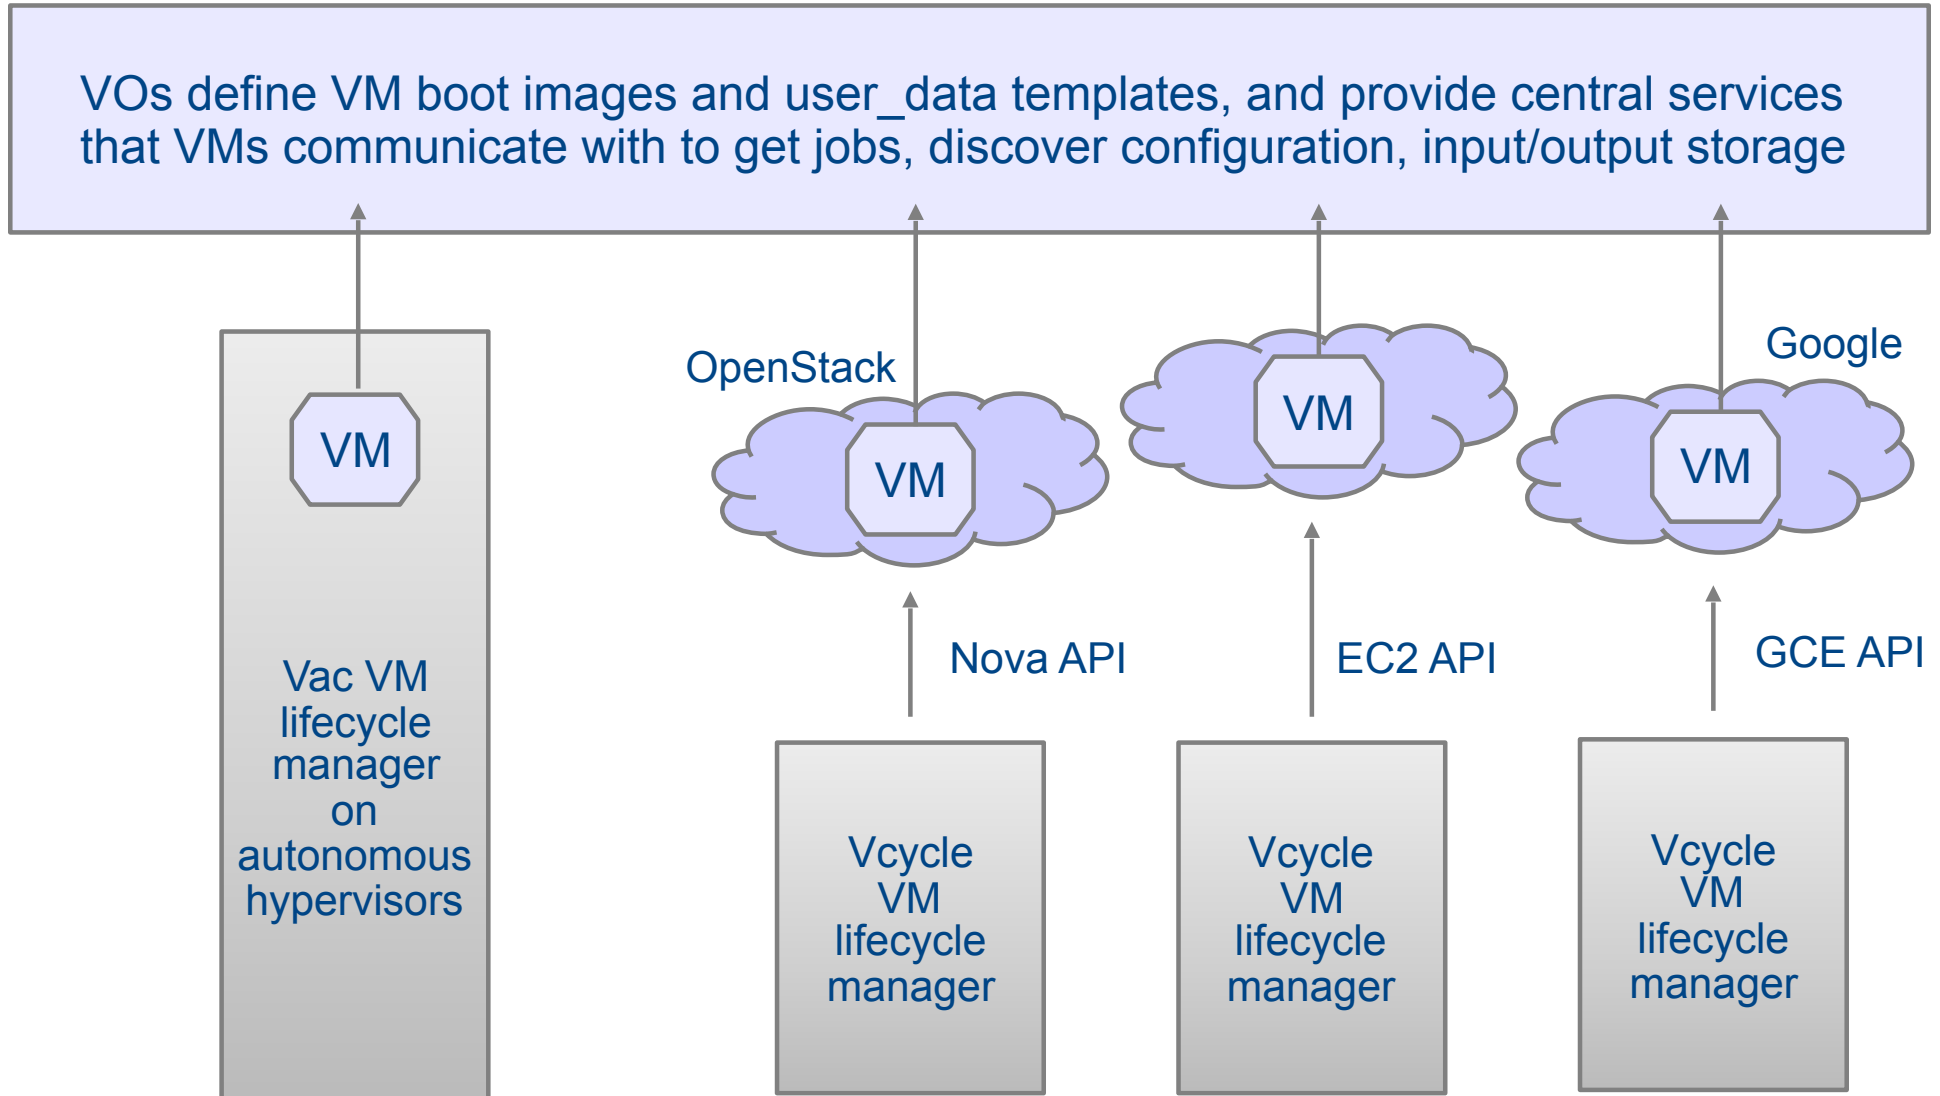 VOs define VM boot images and user_data templates, and provide central services
that VMs communicate with to get jobs, discover configuration, input/output storage
OpenStack
Google
VM
VM
VM
VM
Nova API
EC2 API
GCE API
Vac VM
lifecycle
manager
on
autonomous
hypervisors
Vcycle
VM
lifecycle
manager
Vcycle
VM
lifecycle
manager
Vcycle
VM
lifecycle
manager